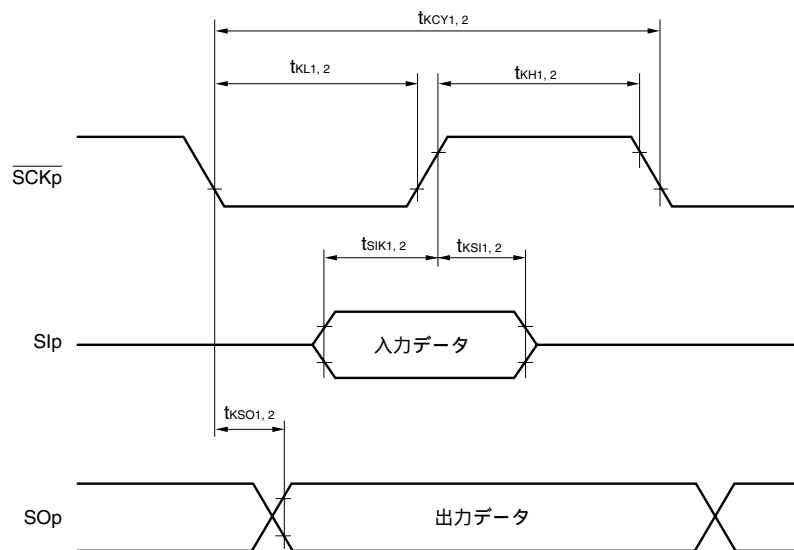 tKCY1, 2
tKL1, 2
tKH1, 2
SCKp
tSIK1, 2
tKSI1, 2
SIp
入力データ
tKSO1, 2
SOp
出力データ